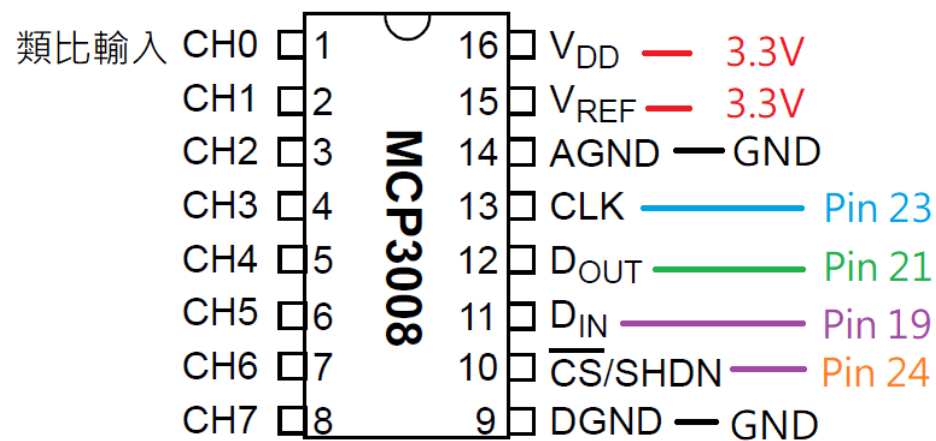 類比輸入 CH0 1 16 VDD 3.3V
CH1 2 15 VREF 3.3V
CH2 3 14 AGND GND
CH3 4 13 CLK Pin 23
CH4 5 12 DOUT Pin 21
CH5 6 11 DIN Pin 19
CH6 7 10 CS/SHDN Pin 24
CH7 8 9 DGND GND
MCP3008